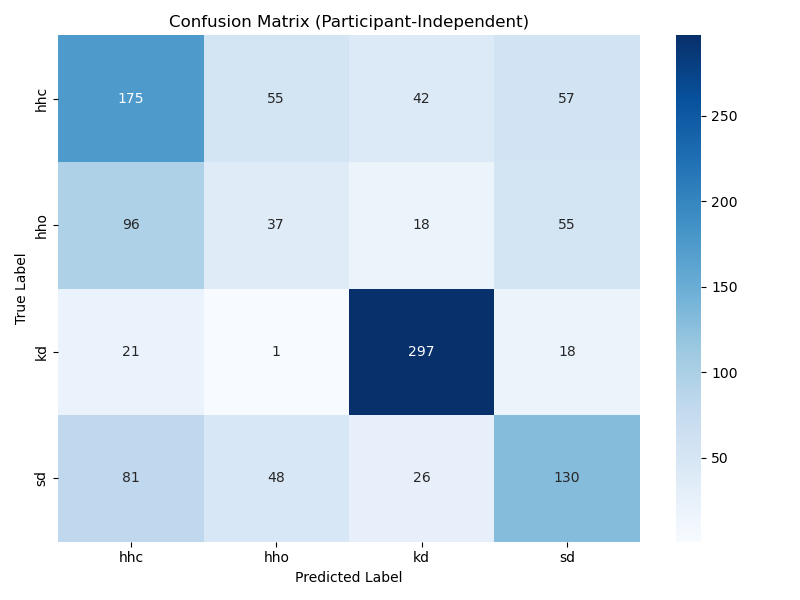 Confusion Matrix (Participant-Independent)
True Label
hhc 175 55 42 57
hho 96 37 18 55
kd 21 1 297 18
sd 81 48 26 130
hhc hho kd sd
Predicted Label
250
200
150
100
50